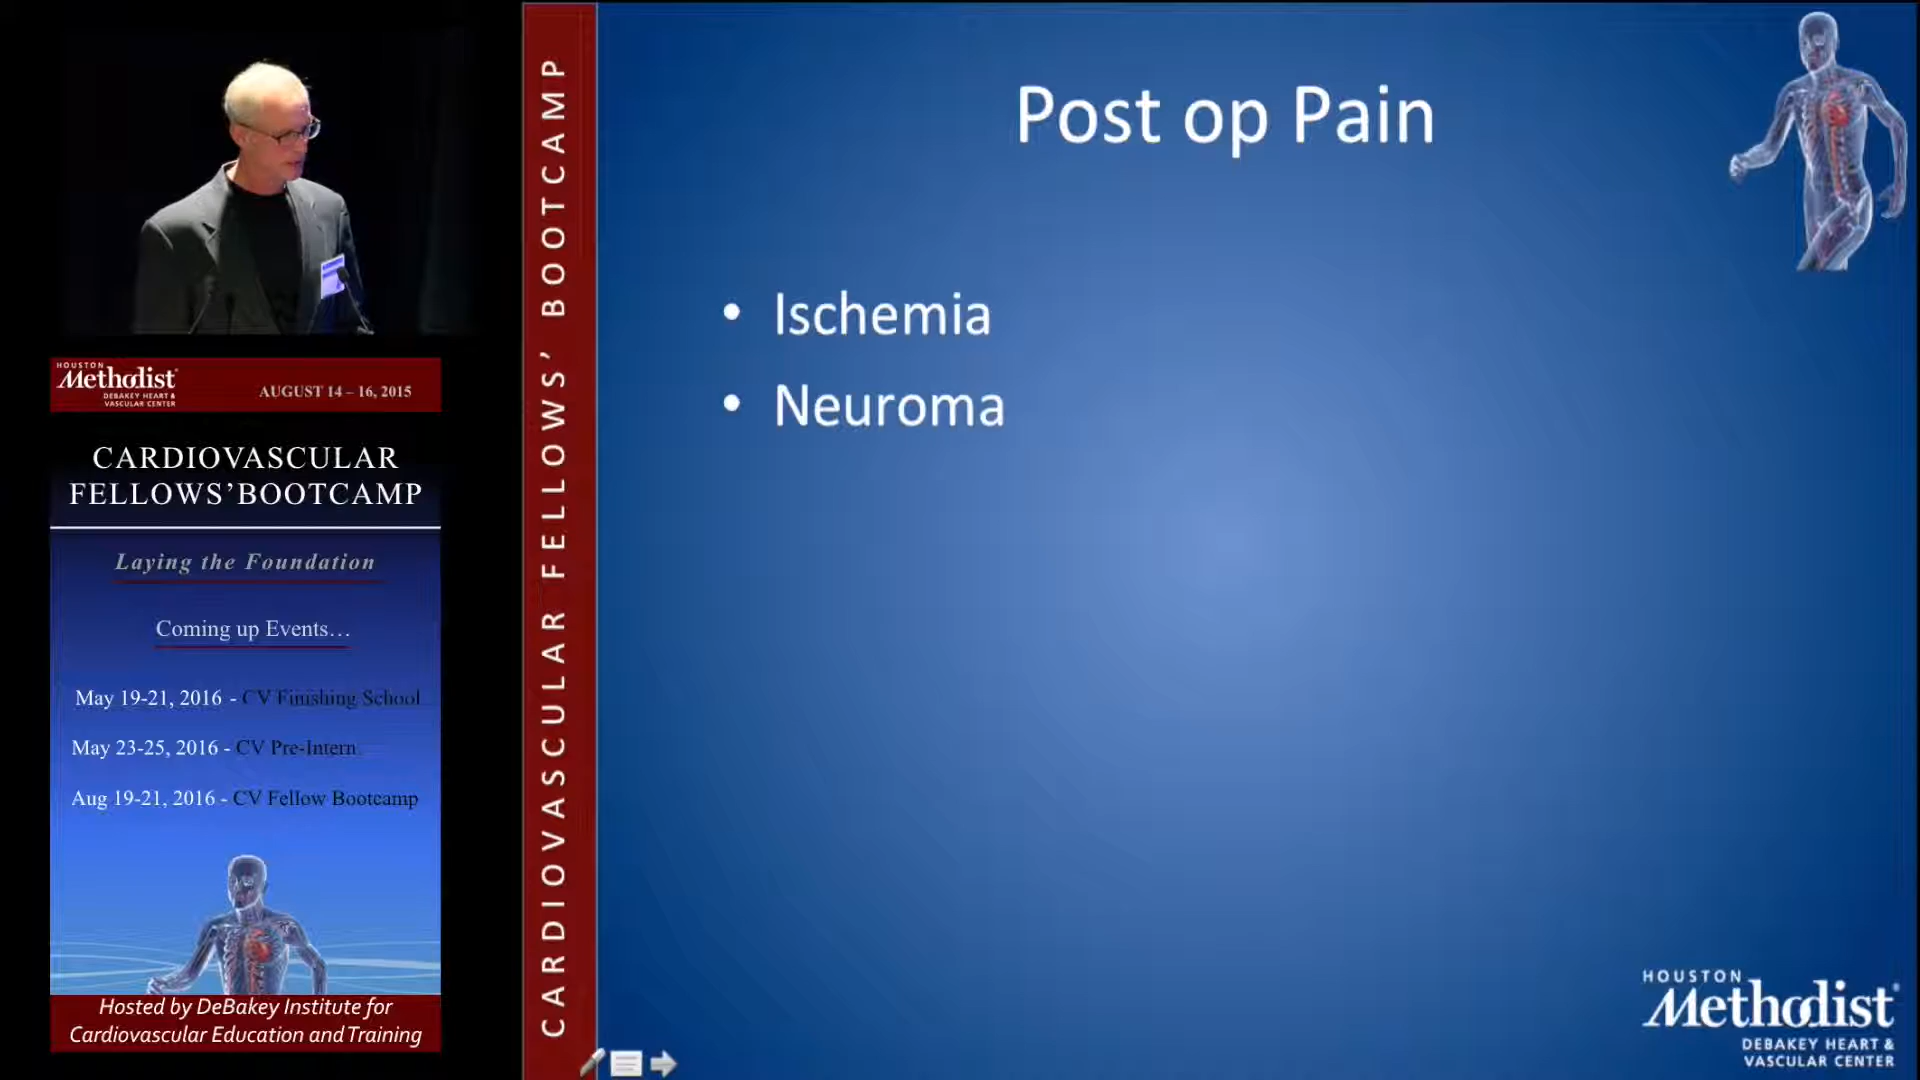 HOUSTON
Methodist
DEBAKEY HEART &
VASCULAR CENTER
AUGUST 14 – 16, 2015
CARDIOVASCULAR
FELLOWS’BOOTCAMP
Laying the Foundation
Coming up Events…
May 19-21, 2016 - CV Finishing School
May 23-25, 2016 - CV Pre-Intern
Aug 19-21, 2016 - CV Fellow Bootcamp
Hosted by DeBakey Institute for
Cardiovascular Education and Training
CARDIOVASCULAR FELLOWS’ BOOTCAMP
Post op Pain
• Ischemia
• Neuroma
HOUSTON
Methodist
DEBAKEY HEART &
VASCULAR CENTER